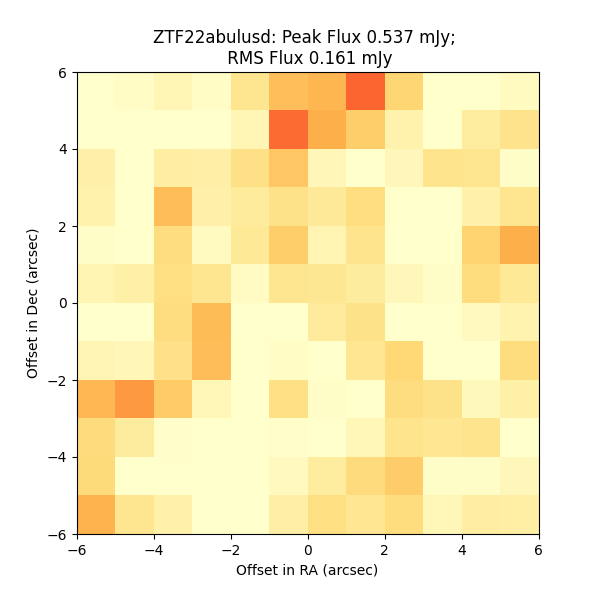 ZTF22abulusd: Peak Flux 0.537 mJy;
RMS Flux 0.161 mJy
6
4
2
0
−2
−4
−6
Offset in Dec (arcsec)
−6 −4 −2 0 2 4 6
Offset in RA (arcsec)